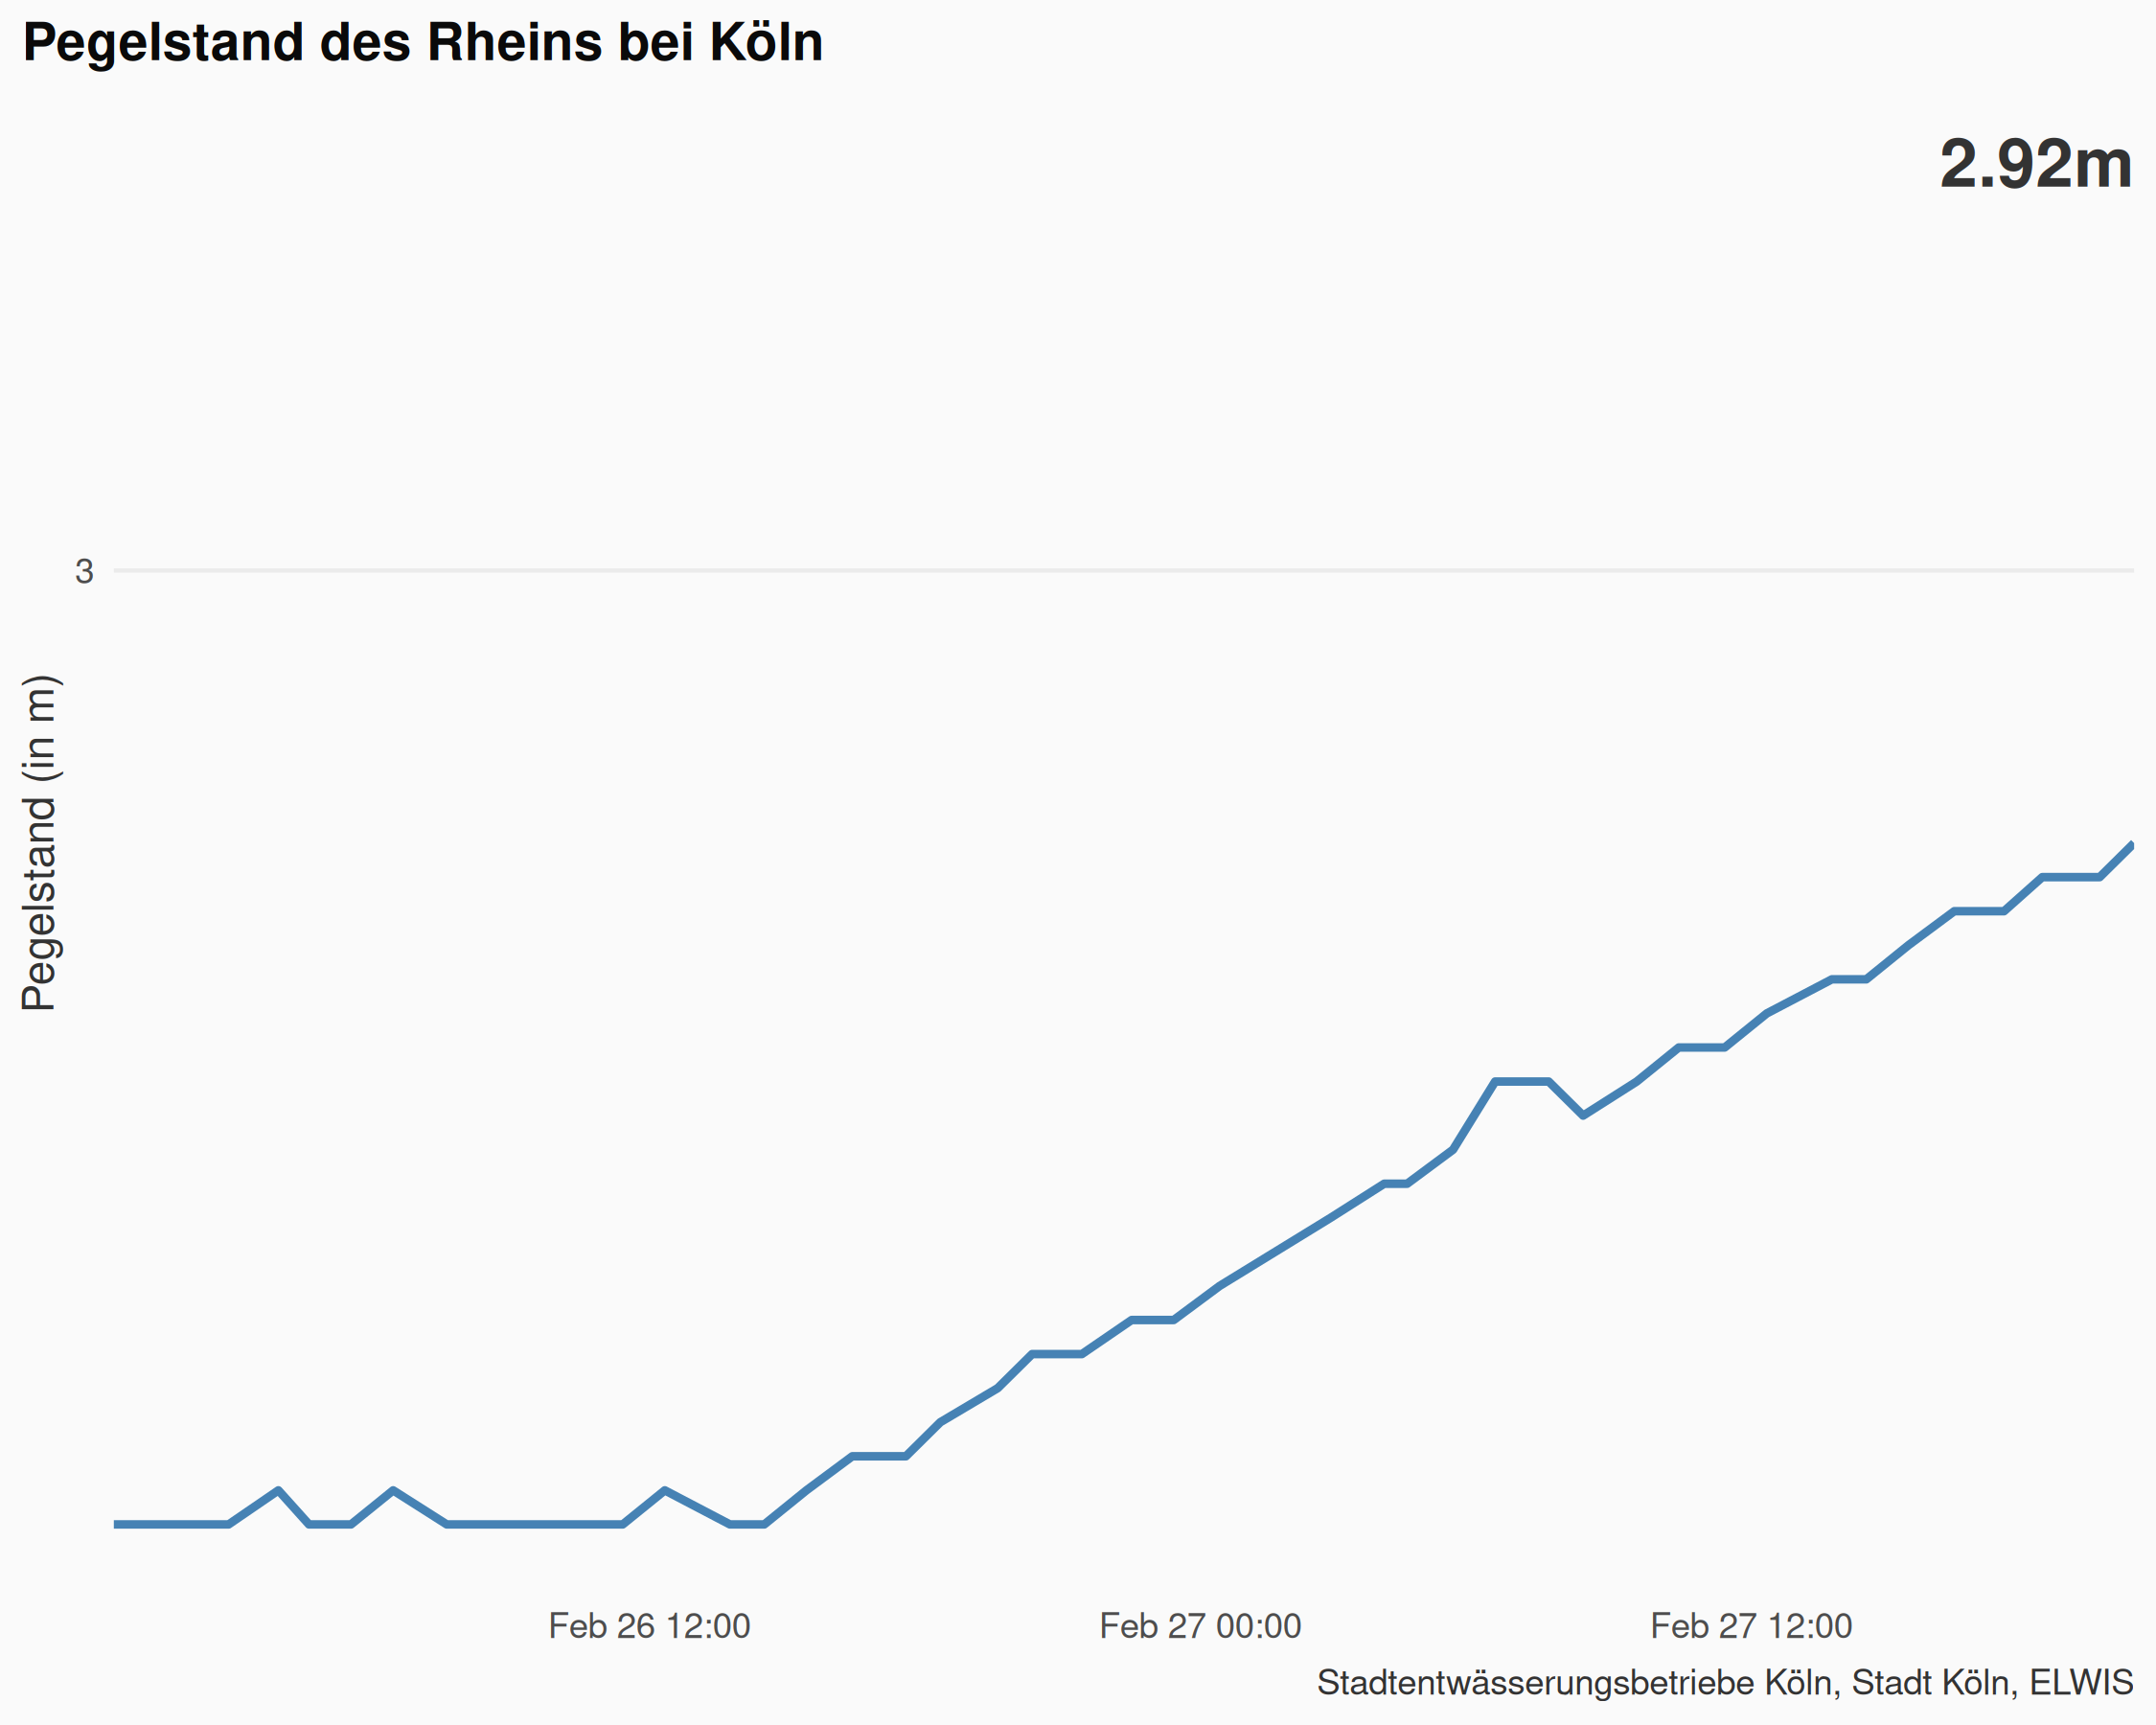 Pegelstand des Rheins bei Köln
2.92m
3
Pegelstand (in m)
Feb 26 12:00
Feb 27 00:00
Feb 27 12:00
Stadtentwässerungsbetriebe Köln, Stadt Köln, ELWIS